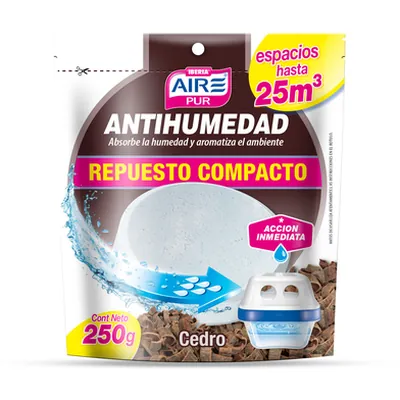 IBERIA
AIRE
PUR
espacios
hasta
25m³
ANTIHUMEDAD
Absorbe la humedad y aromatiza el ambiente
REPUESTO COMPACTO
*
ACCION
INMEDIATA
Cont Neto
250g
Cedro